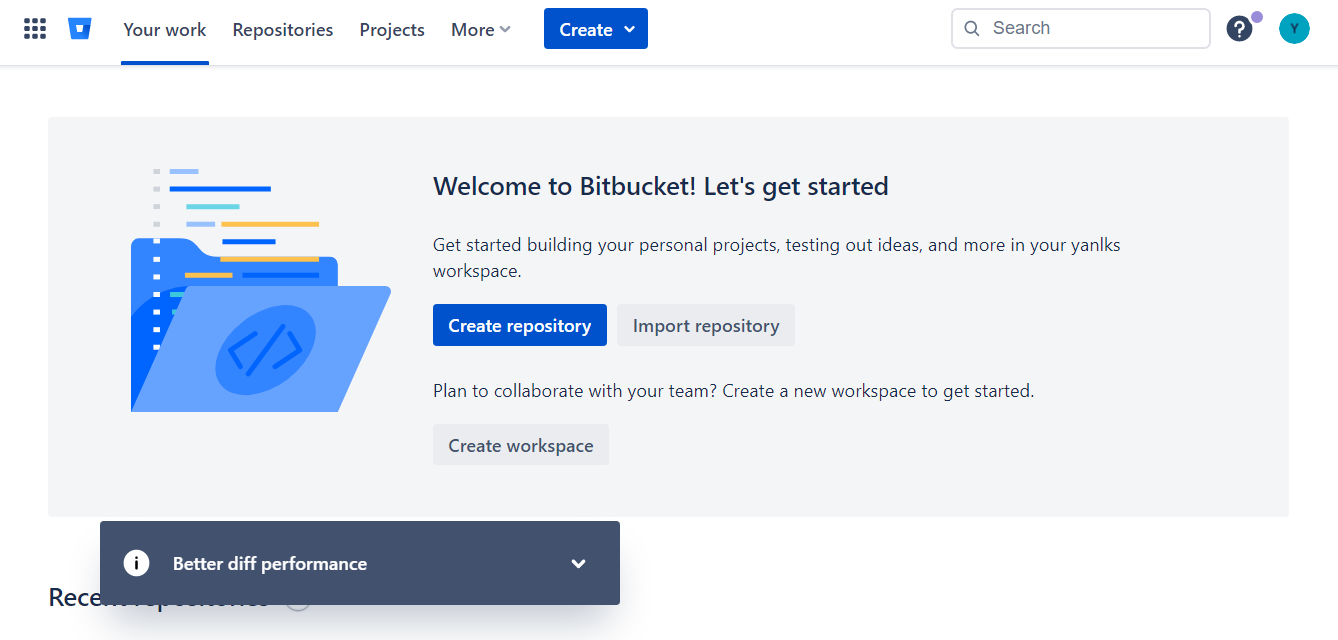 Your work Repositories Projects More Create Search ? Y
Welcome to Bitbucket! Let's get started
Get started building your personal projects, testing out ideas, and more in your yanlks
workspace.
Create repository Import repository
Plan to collaborate with your team? Create a new workspace to get started.
Create workspace
Better diff performance
Recent repositories